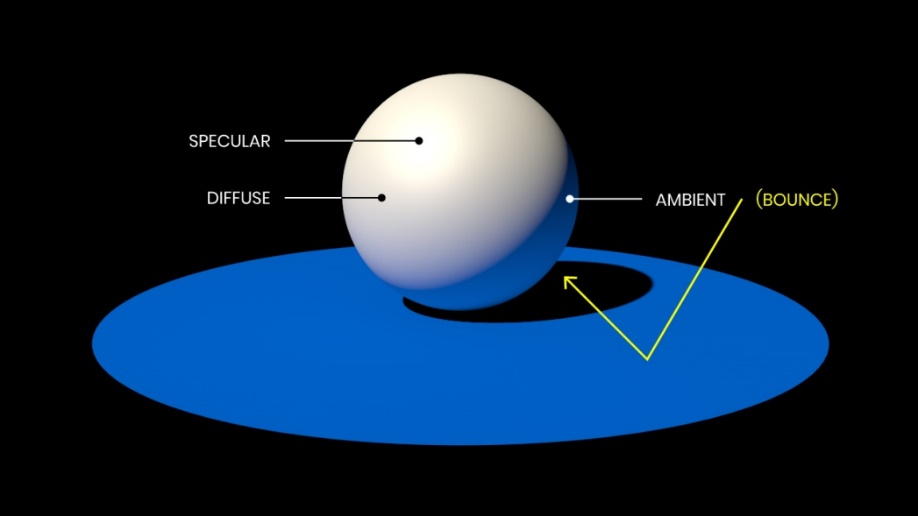 SPECULAR
DIFFUSE
AMBIENT (BOUNCE)